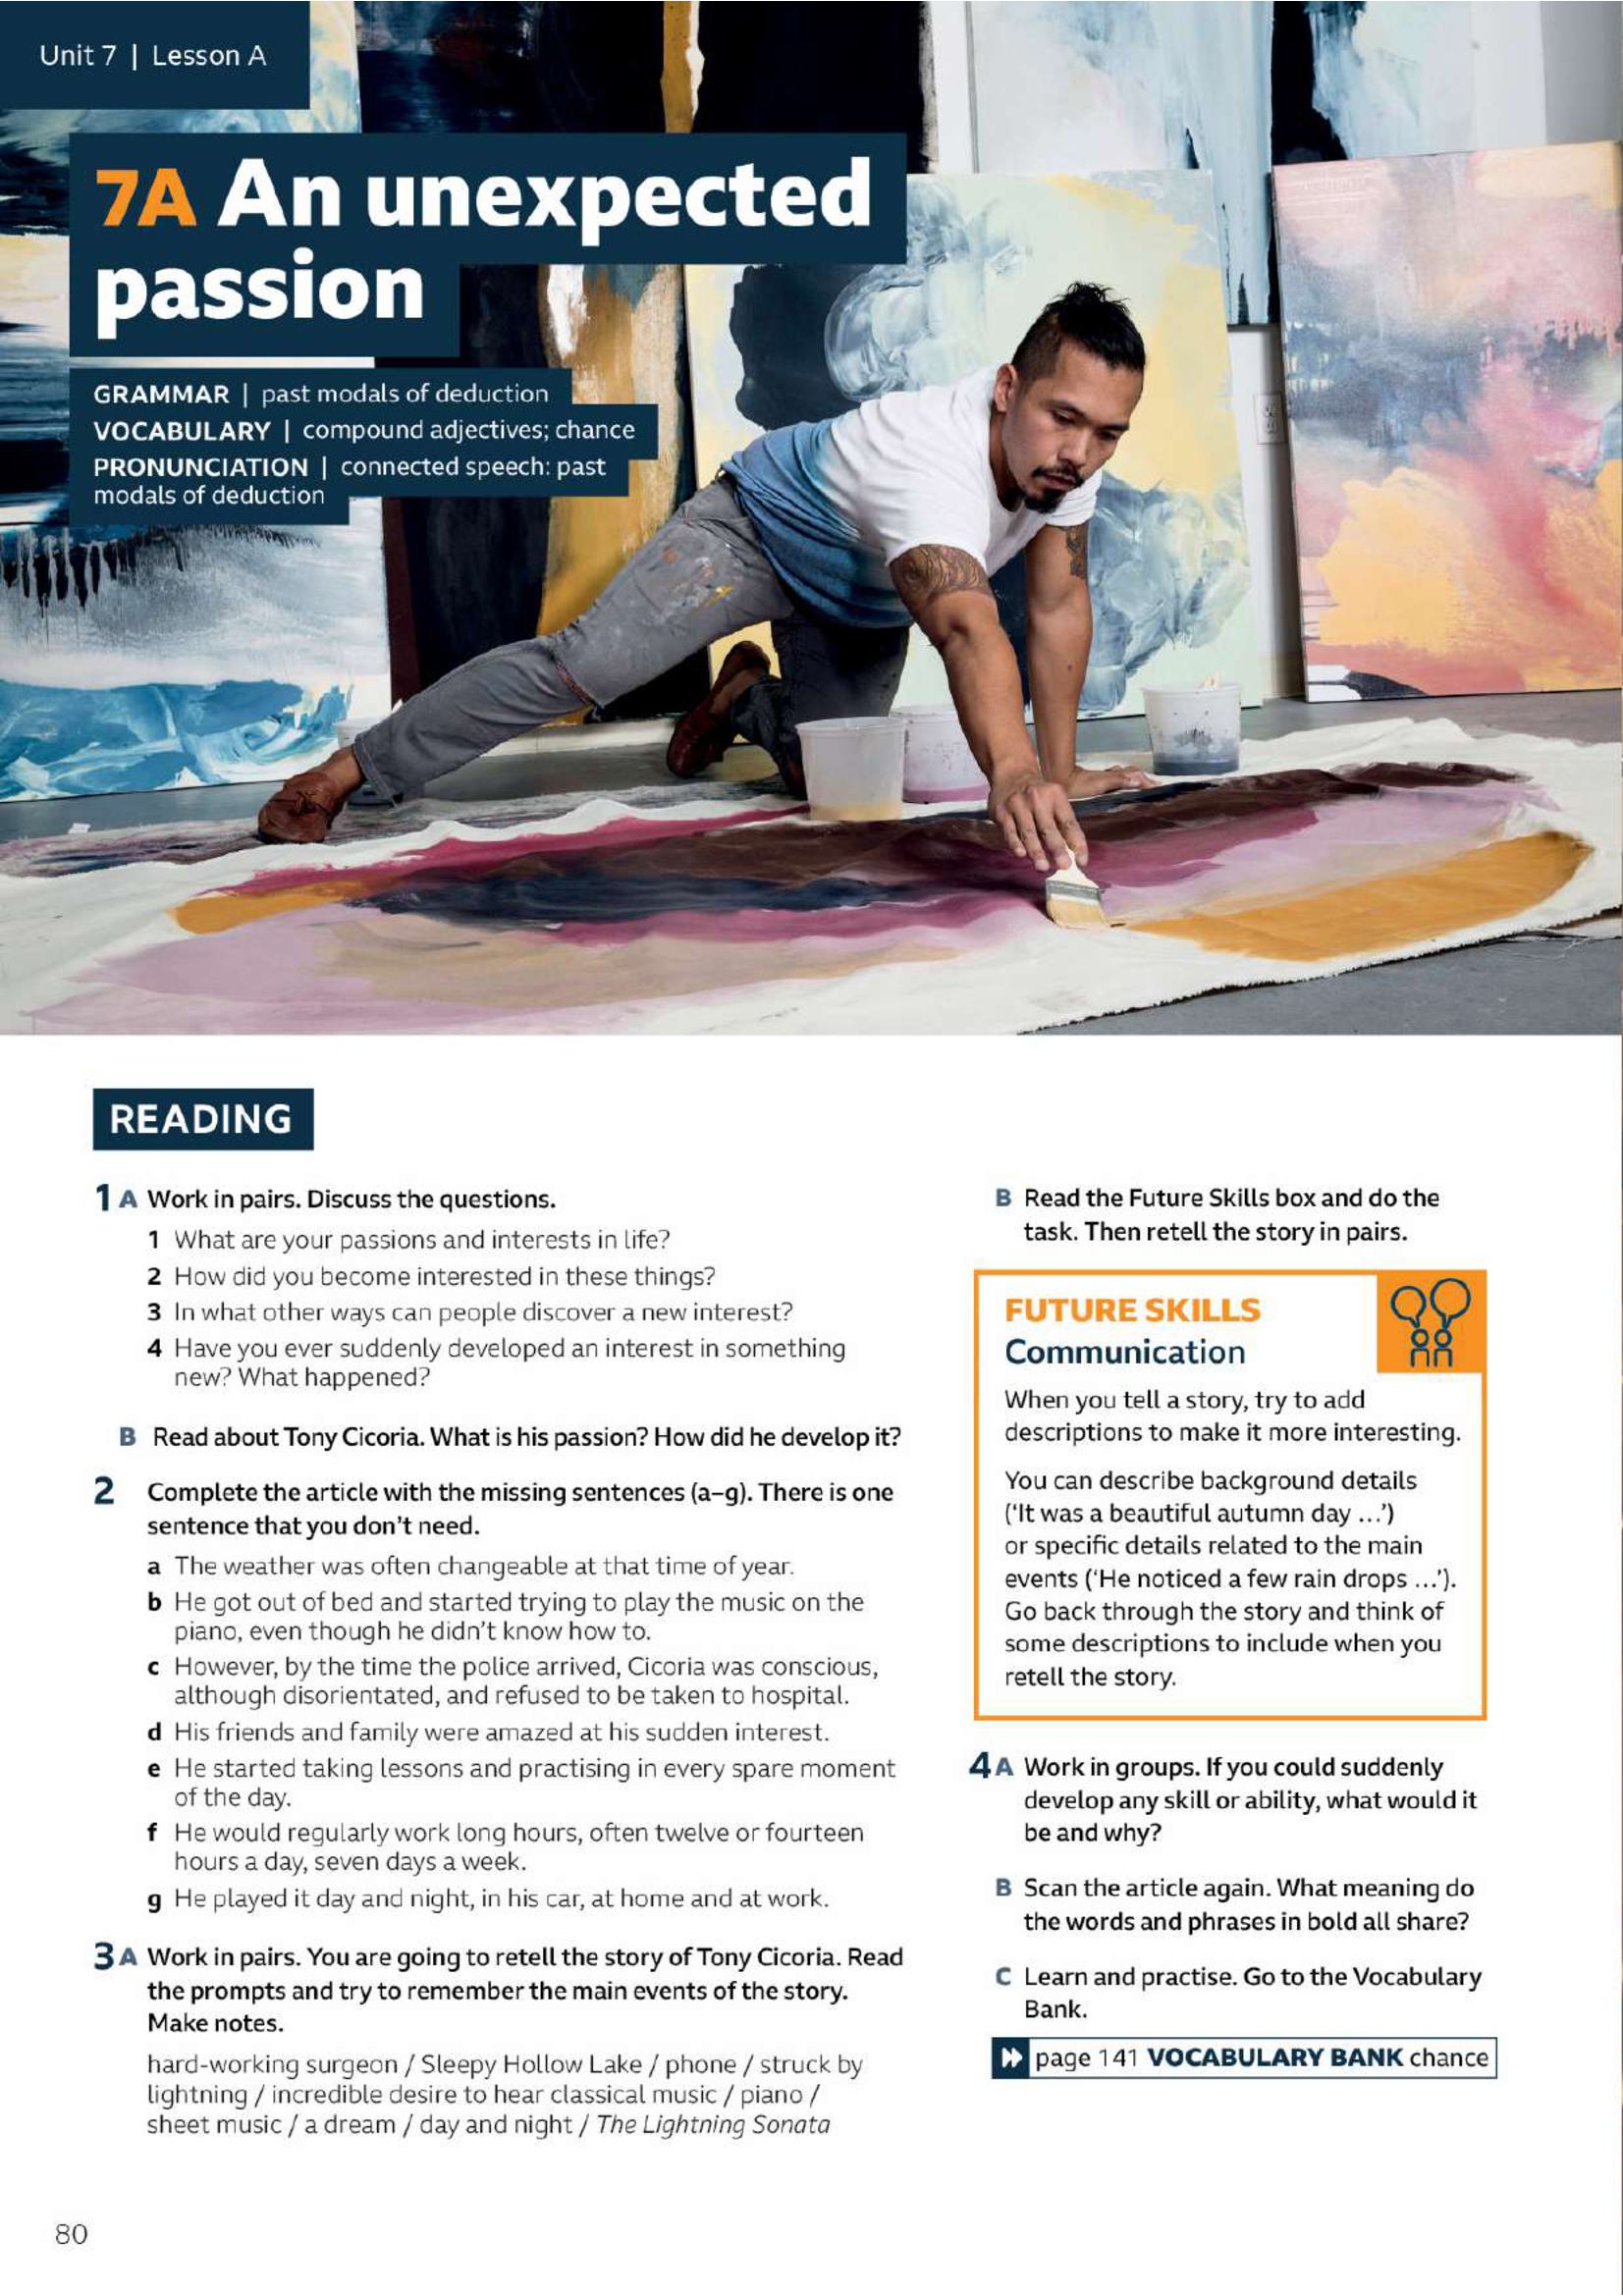 Unit 7 | Lesson A
7A An unexpected
passion
GRAMMAR | past modals of deduction
VOCABULARY | compound adjectives; chance
PRONUNCIATION | connected speech: past
modals of deduction
READING
1 A Work in pairs. Discuss the questions.
1 What are your passions and interests in life?
2 How did you become interested in these things?
3 In what other ways can people discover a new interest?
4 Have you ever suddenly developed an interest in something
new? What happened?
B Read about Tony Cicoria. What is his passion? How did he develop it?
2 Complete the article with the missing sentences (a–g). There is one
sentence that you don't need.
a The weather was often changeable at that time of year.
b He got out of bed and started trying to play the music on the
piano, even though he didn't know how to.
c However, by the time the police arrived, Cicoria was conscious,
although disorientated, and refused to be taken to hospital.
d His friends and family were amazed at his sudden interest.
e He started taking lessons and practising in every spare moment
of the day.
f He would regularly work long hours, often twelve or fourteen
hours a day, seven days a week.
g He played it day and night, in his car, at home and at work.
3 A Work in pairs. You are going to retell the story of Tony Cicoria. Read
the prompts and try to remember the main events of the story.
Make notes.
hard-working surgeon / Sleepy Hollow Lake / phone / struck by
lightning / incredible desire to hear classical music / piano /
sheet music / a dream / day and night / The Lightning Sonata
B Read the Future Skills box and do the
task. Then retell the story in pairs.
FUTURE SKILLS
Communication
When you tell a story, try to add
descriptions to make it more interesting.
You can describe background details
('It was a beautiful autumn day ...')
or specific details related to the main
events ('He noticed a few rain drops ...').
Go back through the story and think of
some descriptions to include when you
retell the story.
4 A Work in groups. If you could suddenly
develop any skill or ability, what would it
be and why?
B Scan the article again. What meaning do
the words and phrases in bold all share?
C Learn and practise. Go to the Vocabulary
Bank.
page 141 VOCABULARY BANK chance
80